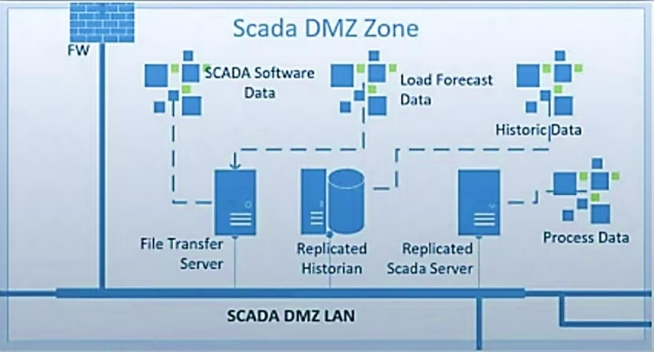 Scada DMZ Zone
FW
SCADA Software
Data
Load Forecast
Data
Historic Data
Process Data
File Transfer
Server
Replicated
Historian
Replicated
Scada Server
SCADA DMZ LAN